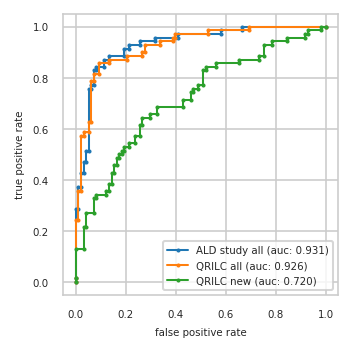 1.0
0.8
0.6
0.4
0.2
0.0
true positive rate
ALD study all (auc: 0.931)
QRILC all (auc: 0.926)
QRILC new (auc: 0.720)
0.0 0.2 0.4 0.6 0.8 1.0
false positive rate